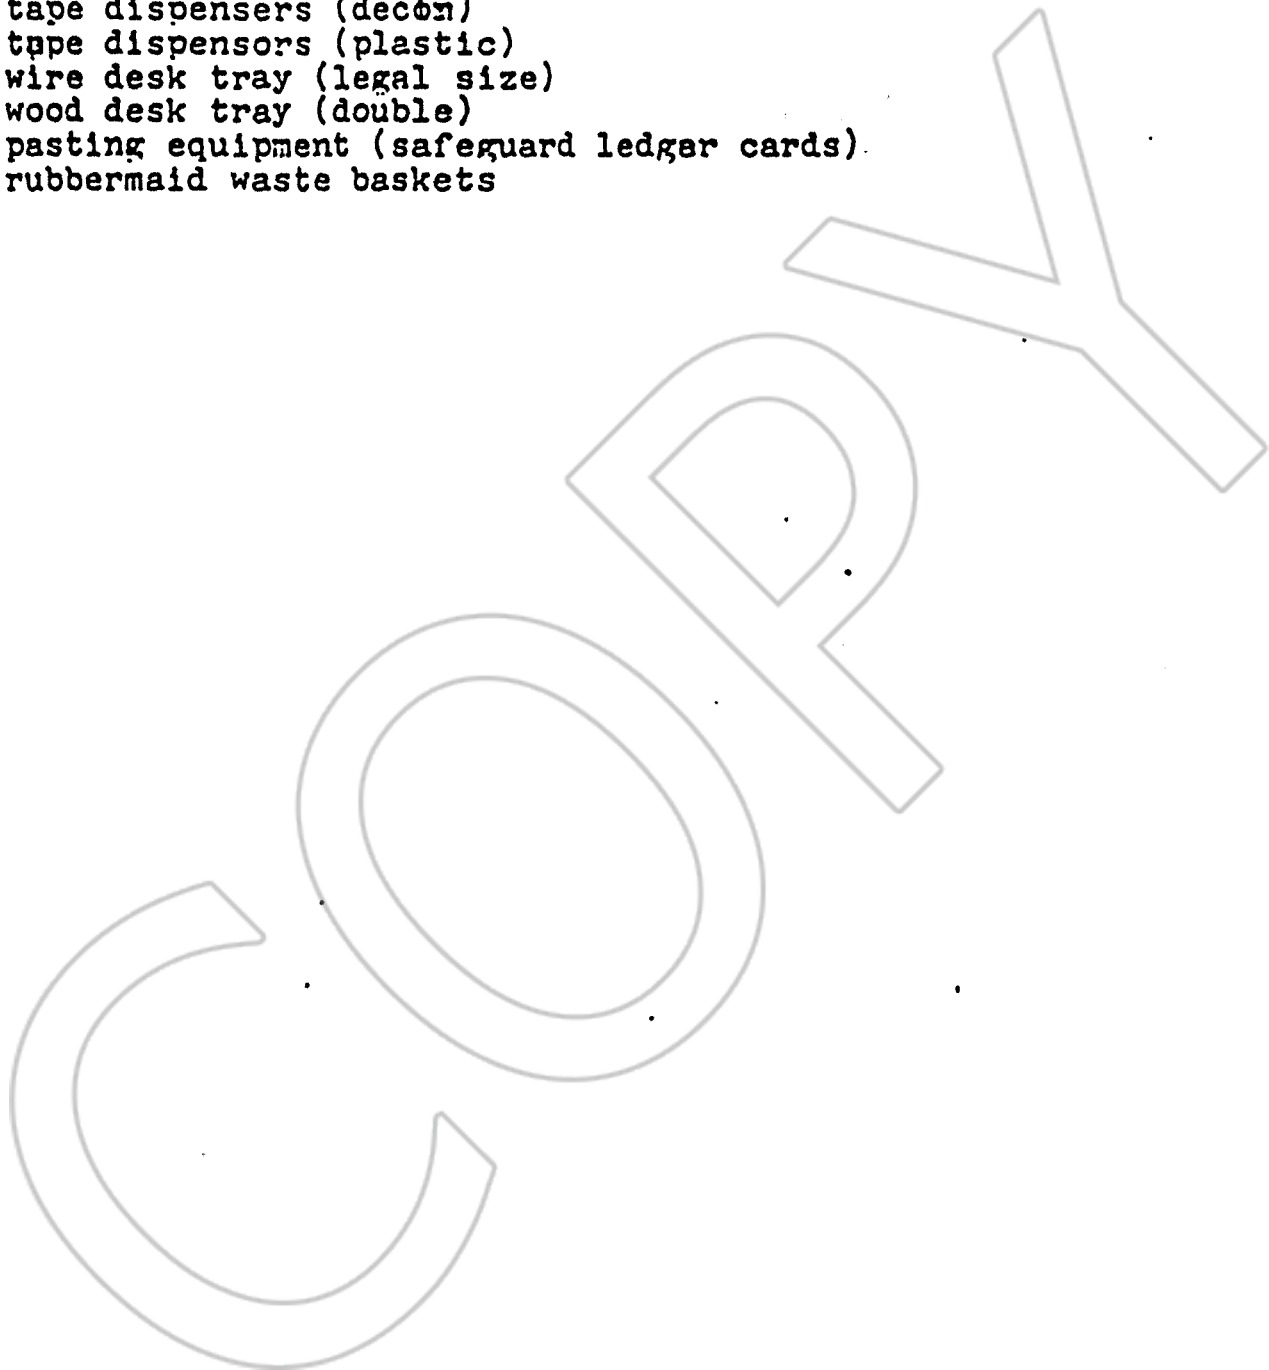 tape dispensers (decon)
tape dispensors (plastic)
wire desk tray (legal size)
wood desk tray (double)
pasting equipment (safeguard ledger cards)
rubbermaid waste baskets
COPY